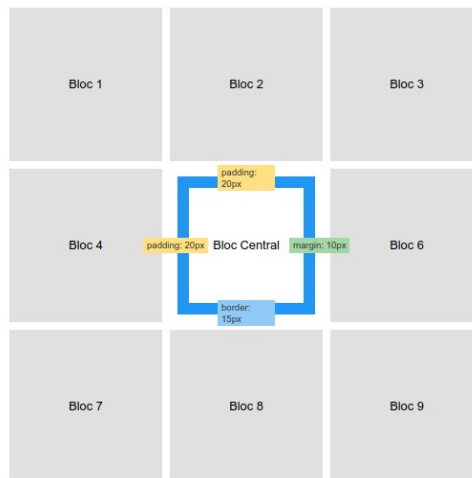 Bloc 1
Bloc 2
Bloc 3
padding:
20px
Bloc 4
padding: 20px
Bloc Central
margin: 10px
Bloc 6
border:
15px
Bloc 7
Bloc 8
Bloc 9